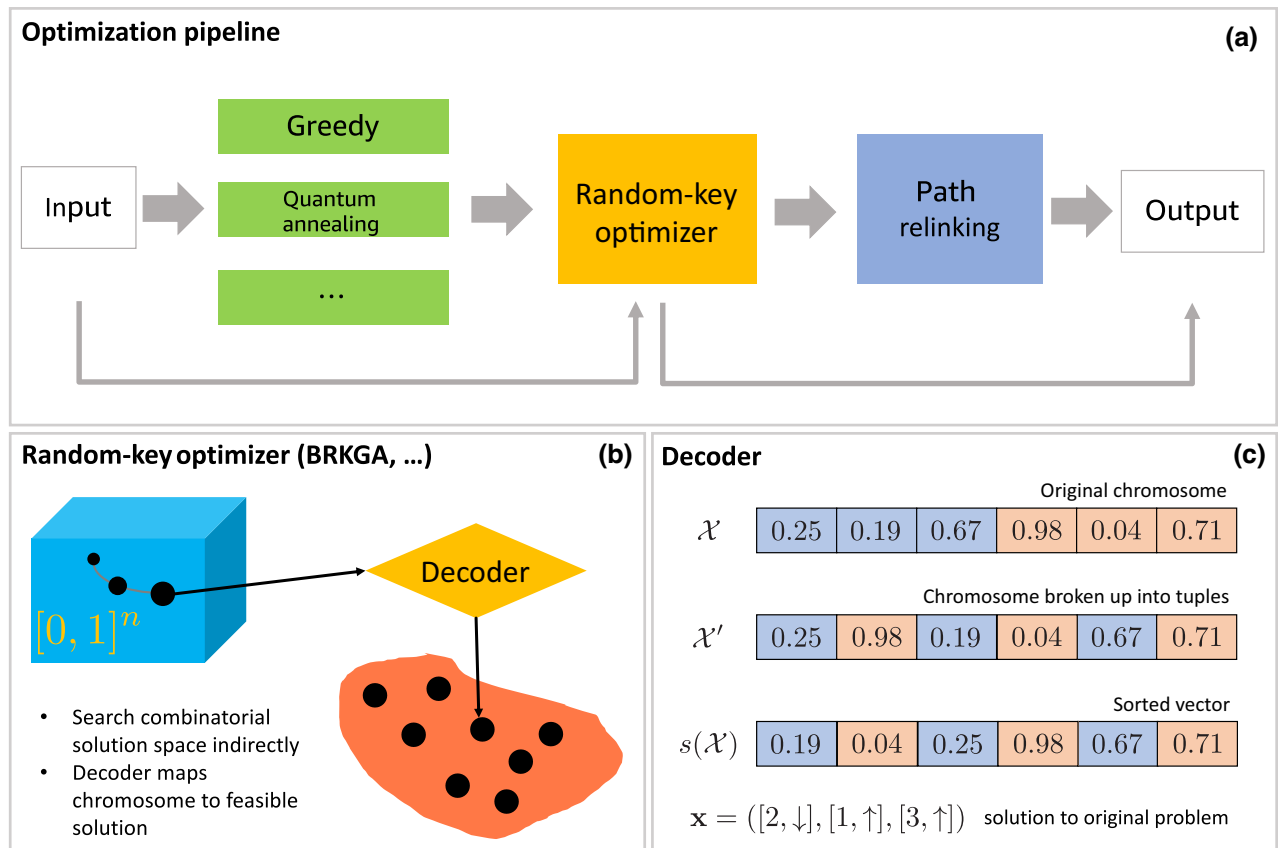 Optimization pipeline
(a)
Input
Greedy
Quantum
annealing
...
Random-key
optimizer
Path
relinking
Output
Random-key optimizer (BRKGA, ...)
(b)
[0, 1]^n
Decoder
• Search combinatorial
solution space indirectly
• Decoder maps
chromosome to feasible
solution
Decoder
(c)
Original chromosome
𝒳 0.25 0.19 0.67 0.98 0.04 0.71
Chromosome broken up into tuples
𝒳′ 0.25 0.98 0.19 0.04 0.67 0.71
Sorted vector
s(𝒳) 0.19 0.04 0.25 0.98 0.67 0.71
x = ([2, ↓], [1, ↑], [3, ↑]) solution to original problem